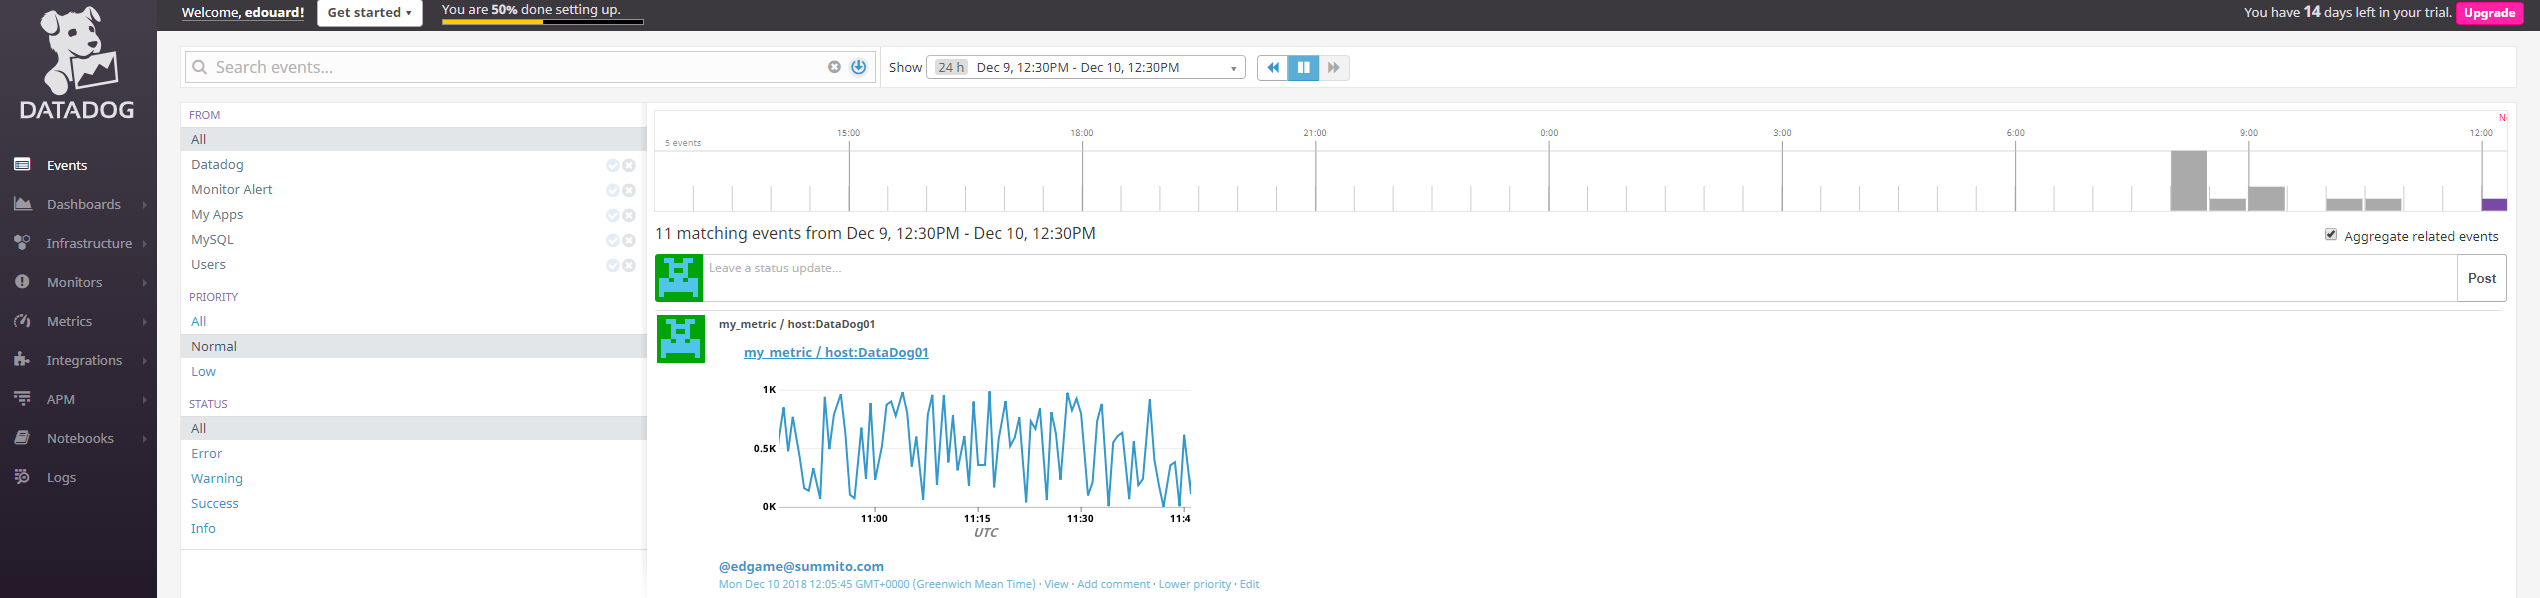 Welcome, edouard!
Get started ▾
You are 50% done setting up.
You have 14 days left in your trial.
Upgrade
DATADOG
Events
Dashboards
Infrastructure
Monitors
Metrics
Integrations
APM
Notebooks
Logs
Search events...
Show
24 h Dec 9, 12:30PM - Dec 10, 12:30PM
FROM
All
Datadog
Monitor Alert
My Apps
MySQL
Users
PRIORITY
All
Normal
Low
STATUS
All
Error
Warning
Success
Info
15:00 18:00 21:00 0:00 3:00 6:00 9:00 12:00
5 events
11 matching events from Dec 9, 12:30PM - Dec 10, 12:30PM
Aggregate related events
Leave a status update...
Post
my_metric / host:DataDog01
my_metric / host:DataDog01
1K
0.5K
0K
11:00 11:15 11:30 11:4
UTC
@edgame@summito.com
Mon Dec 10 2018 12:05:45 GMT+0000 (Greenwich Mean Time) · View · Add comment · Lower priority · Edit